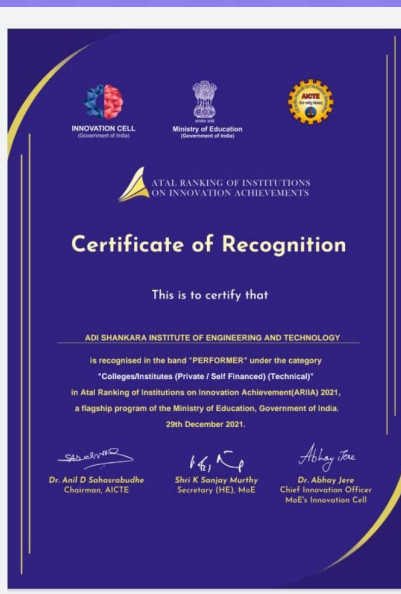 INNOVATION CELL
(Government of India)
Ministry of Education
(Government of India)
AICTE
ATAL RANKING OF INSTITUTIONS
ON INNOVATION ACHIEVEMENTS
Certificate of Recognition
This is to certify that
ADI SHANKARA INSTITUTE OF ENGINEERING AND TECHNOLOGY
is recognised in the band "PERFORMER" under the category
"Colleges/Institutes (Private / Self Financed) (Technical)"
in Atal Ranking of Institutions on Innovation Achievement(ARIIA) 2021,
a flagship program of the Ministry of Education, Government of India.
29th December 2021.
Abhay Jere
Dr. Anil D Sahasrabudhe
Chairman, AICTE
Shri K Sanjay Murthy
Secretary (HE), MoE
Dr. Abhay Jere
Chief Innovation Officer
MoE's Innovation Cell